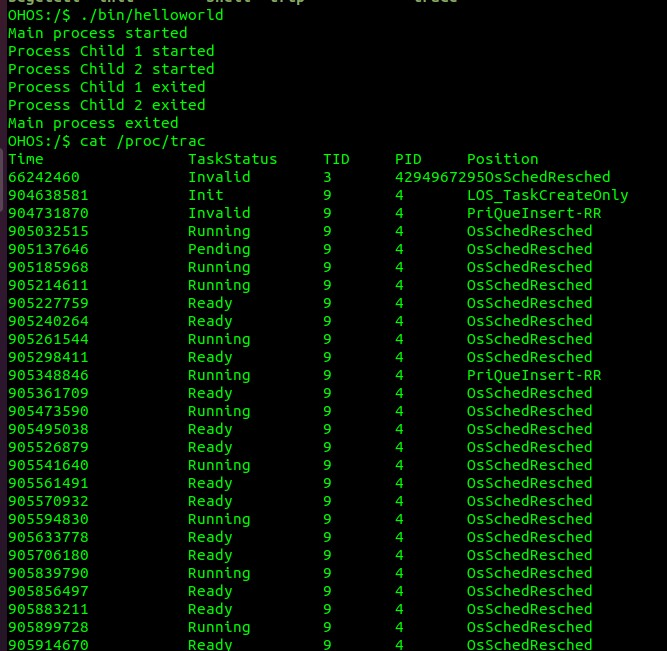 OHOS:/$ ./bin/helloworld
Main process started
Process Child 1 started
Process Child 2 started
Process Child 1 exited
Process Child 2 exited
Main process exited
OHOS:/$ cat /proc/trac
Time TaskStatus TID PID Position
66242460 Invalid 3 4294967295OsSchedResched
904638581 Init 9 4 LOS_TaskCreateOnly
904731870 Invalid 9 4 PriQueInsert-RR
905032515 Running 9 4 OsSchedResched
905137646 Pending 9 4 OsSchedResched
905185968 Running 9 4 OsSchedResched
905214611 Running 9 4 OsSchedResched
905227759 Ready 9 4 OsSchedResched
905240264 Ready 9 4 OsSchedResched
905261544 Running 9 4 OsSchedResched
905298411 Ready 9 4 OsSchedResched
905348846 Running 9 4 PriQueInsert-RR
905361709 Ready 9 4 OsSchedResched
905473590 Running 9 4 OsSchedResched
905495038 Ready 9 4 OsSchedResched
905526879 Ready 9 4 OsSchedResched
905541640 Running 9 4 OsSchedResched
905561491 Ready 9 4 OsSchedResched
905570932 Ready 9 4 OsSchedResched
905594830 Running 9 4 OsSchedResched
905633778 Ready 9 4 OsSchedResched
905706180 Ready 9 4 OsSchedResched
905839790 Running 9 4 OsSchedResched
905856497 Ready 9 4 OsSchedResched
905883211 Ready 9 4 OsSchedResched
905899728 Running 9 4 OsSchedResched
905914670 Ready 9 4 OsSchedResched